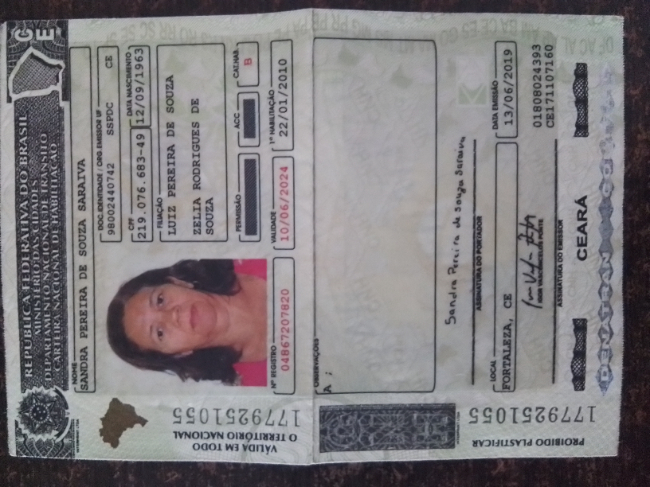 REPÚBLICA FEDERATIVA DO BRASIL
MINISTÉRIO DAS CIDADES
DEPARTAMENTO NACIONAL DE TRÂNSITO
CARTEIRA NACIONAL DE HABILITAÇÃO
CE
NOME
SANDRA PEREIRA DE SOUZA SARAIVA
DOC. IDENTIDADE / ORG. EMISSOR UF
98002440742 SSPDC CE
CPF DATA NASCIMENTO
219.076.683-49 12/09/1963
FILIAÇÃO
LUIZ PEREIRA DE SOUZA
ZELIA RODRIGUES DE
SOUZA
PERMISSÃO ACC CAT.HAB.
B
Nº REGISTRO VALIDADE 1ª HABILITAÇÃO
04867207820 10/06/2024 22/01/2010
VÁLIDA EM TODO
O TERRITÓRIO NACIONAL
1779251055
OBSERVAÇÕES
A ;
Sandra Pereira de Souza Saraiva
ASSINATURA DO PORTADOR
LOCAL DATA EMISSÃO
FORTALEZA, CE 13/06/2019
01808024393
CE171107160
ASSINATURA DO EMISSOR
CEARÁ
PROIBIDO PLASTIFICAR
1779251055